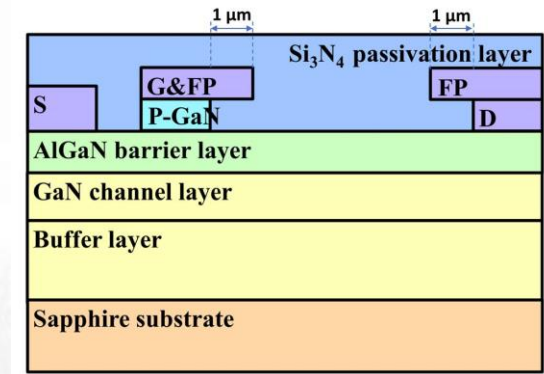 1 μm
1 μm
Si₃N₄ passivation layer
G&FP
FP
S
P-GaN
D
AlGaN barrier layer
GaN channel layer
Buffer layer
Sapphire substrate